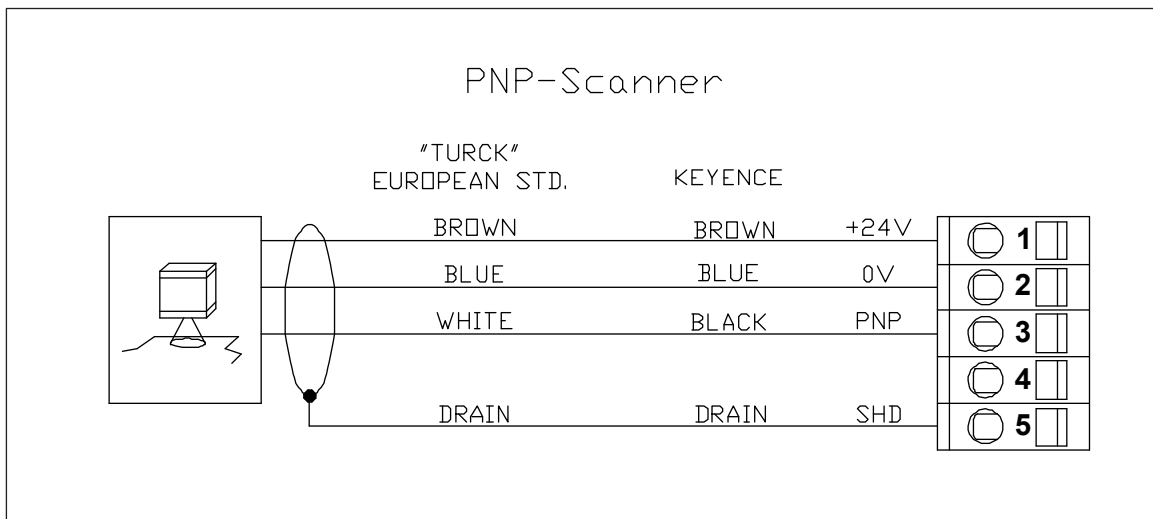 PNP-Scanner
"TURCK"
EUROPEAN STD.
KEYENCE
BROWN BROWN +24V 1
BLUE BLUE 0V 2
WHITE BLACK PNP 3
4
DRAIN DRAIN SHD 5